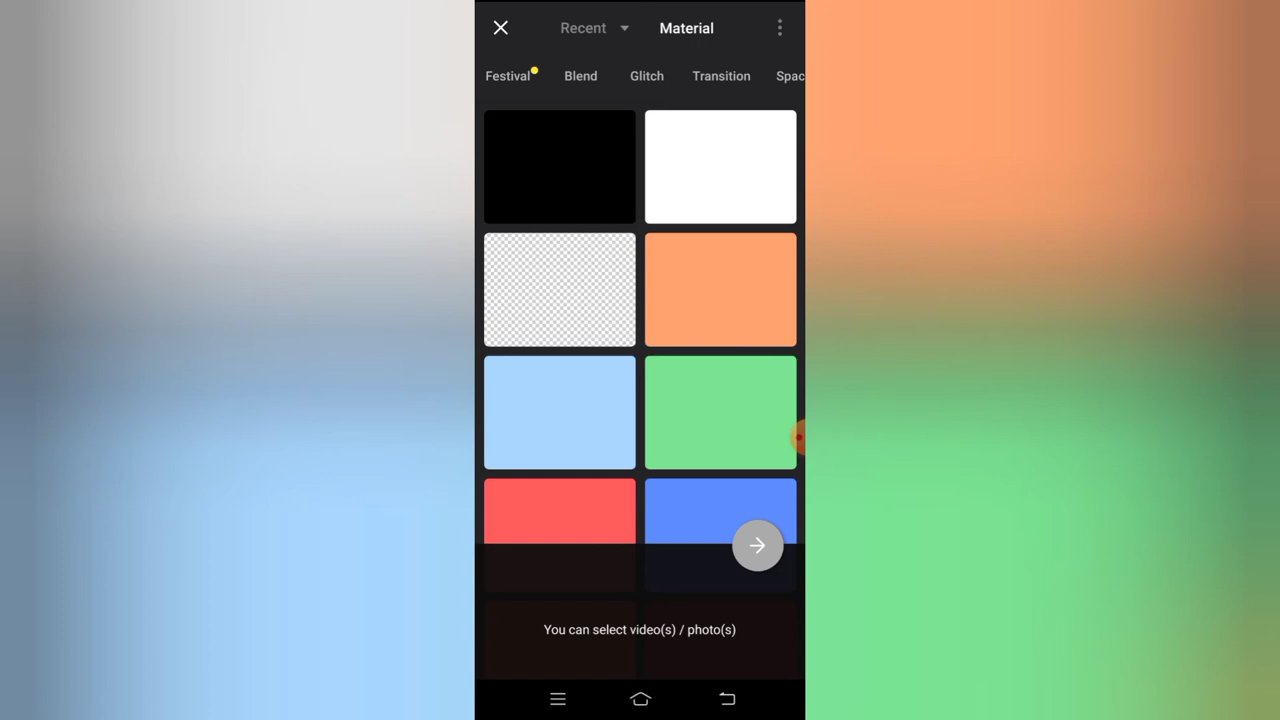 Recent Material
Festival Blend Glitch Transition Spac
You can select video(s) / photo(s)